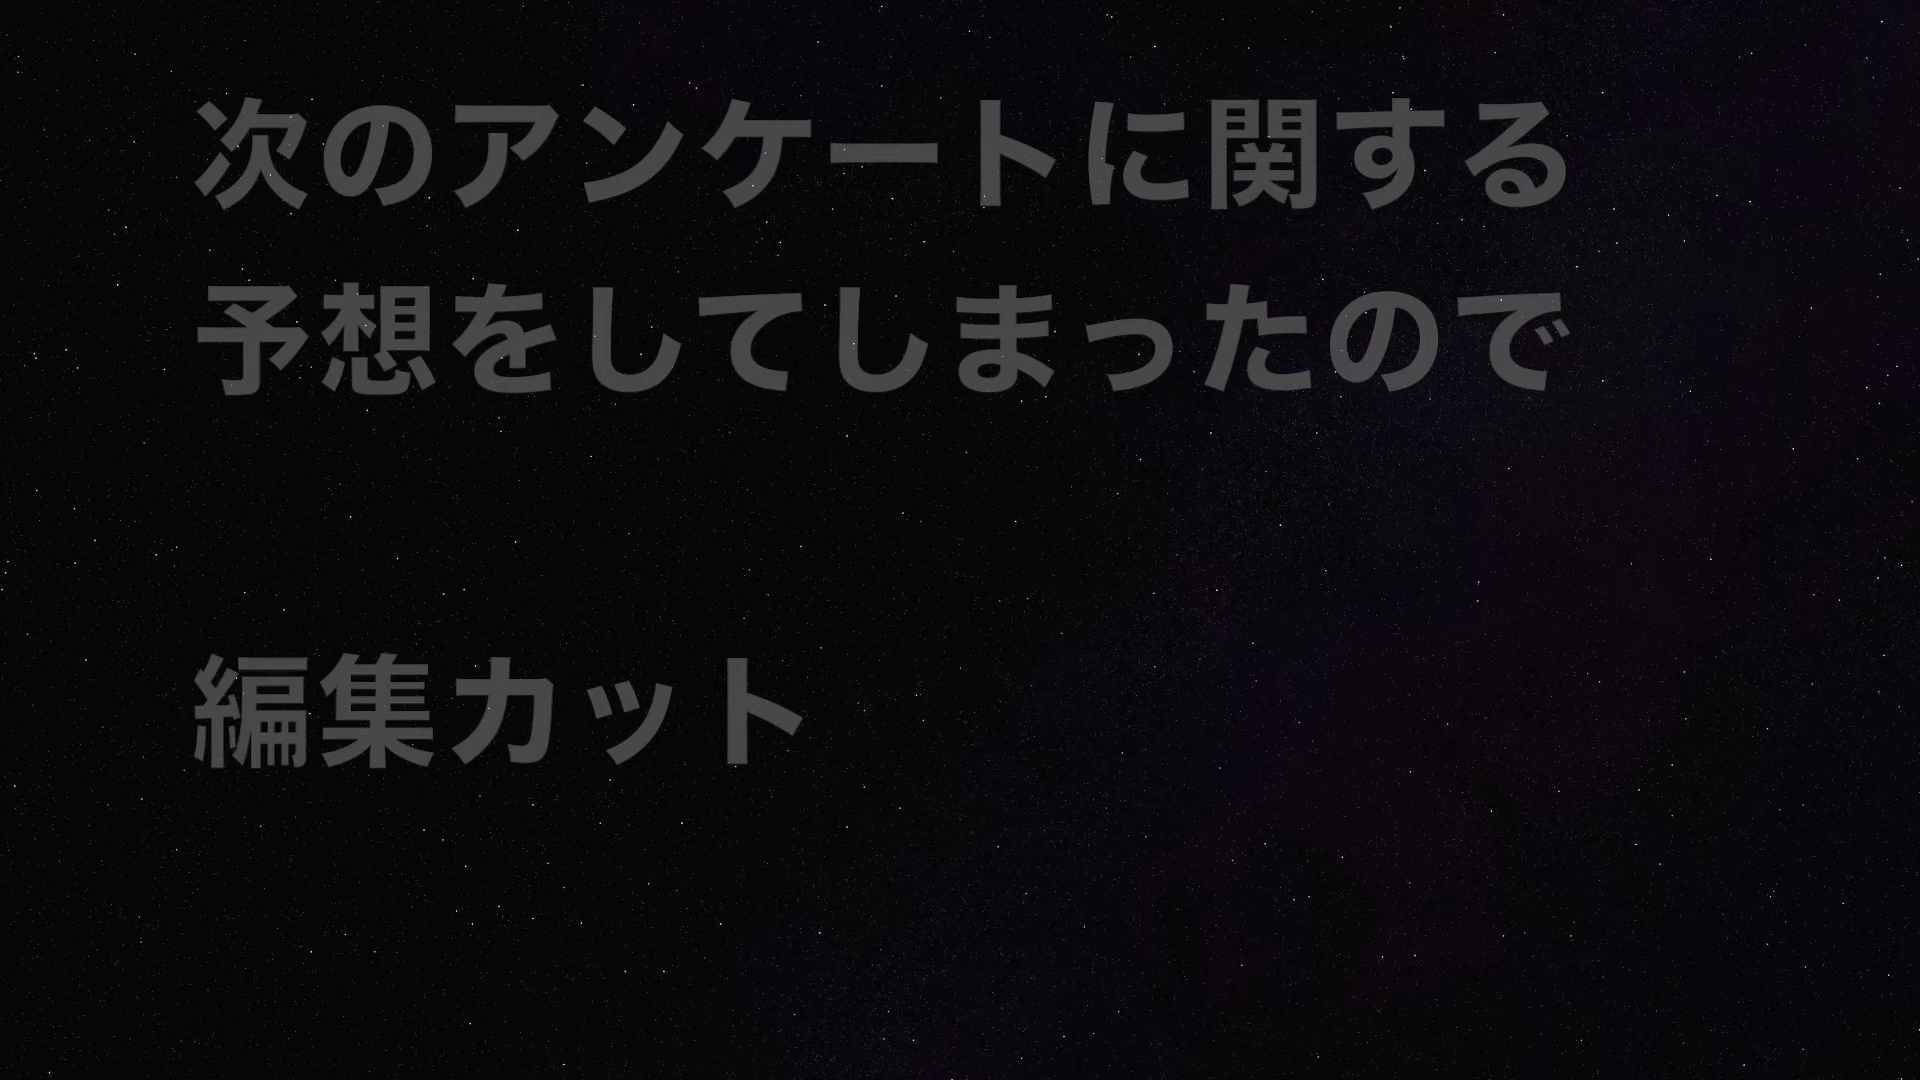 次のアンケートに関する
予想をしてしまったので
編集カット